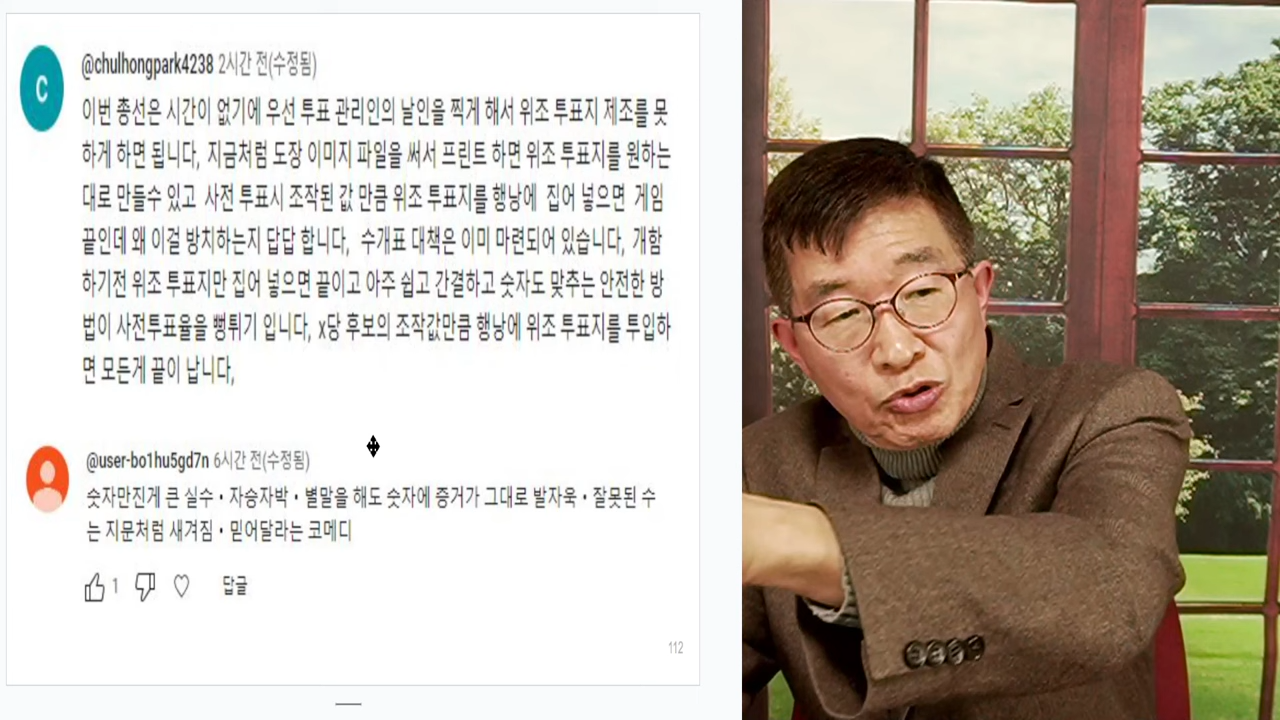 C
@chulhongpark4238 2시간 전(수정됨)
이번 총선은 시간이 없기에 우선 투표 관리인의 날인을 찍게 해서 위조 투표지 제조를 못
하게 하면 됩니다, 지금처럼 도장 이미지 파일을 써서 프린트 하면 위조 투표지를 원하는
대로 만들수 있고 사전 투표시 조작된 값 만큼 위조 투표지를 행낭에 집어 넣으면 게임
끝인데 왜 이걸 방치하는지 답답 합니다, 수개표 대책은 이미 마련되어 있습니다, 개함
하기전 위조 투표지만 집어 넣으면 끝이고 아주 쉽고 간결하고 숫자도 맞추는 안전한 방
법이 사전투표율을 뻥튀기 입니다, x당 후보의 조작값만큼 행낭에 위조 투표지를 투입하
면 모든게 끝이 납니다,
@user-bo1hu5gd7n 6시간 전(수정됨)
숫자만진게 큰 실수 • 자승자박 • 별말을 해도 숫자에 증거가 그대로 발자욱 • 잘못된 수
는 지문처럼 새겨짐 • 믿어달라는 코메디
1 답글
112